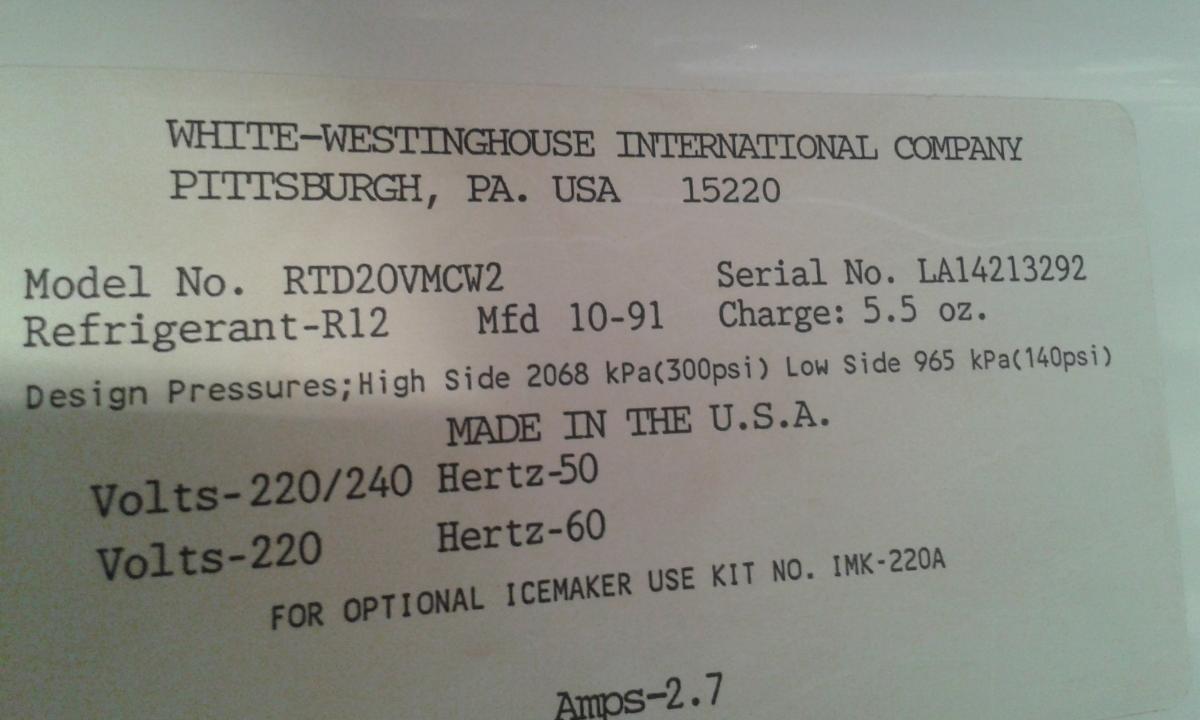 WHITE-WESTINGHOUSE INTERNATIONAL COMPANY
PITTSBURGH, PA. USA 15220
Model No. RTD20VMCW2 Serial No. LA14213292
Refrigerant-R12 Mfd 10-91 Charge: 5.5 oz.
Design Pressures;High Side 2068 kPa(300psi) Low Side 965 kPa(140psi)
MADE IN THE U.S.A.
Volts-220/240 Hertz-50
Volts-220 Hertz-60
FOR OPTIONAL ICEMAKER USE KIT NO. IMK-220A
Amps-2.7